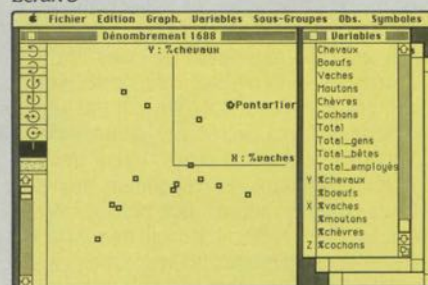 Fichier Edition Graph. Variables Sous-Groupes Obs. Symboles
Dénombrement 1688
Y : %chevaux
Pontarlier
X : %vaches
Variables
Chevaux
Boeufs
Vaches
Moutons
Chèvres
Cochons
Total
Total_gens
Total_bêtes
Total_employés
Y %chevaux
%boeufs
X %vaches
%moutons
%chèvres
Z %cochons